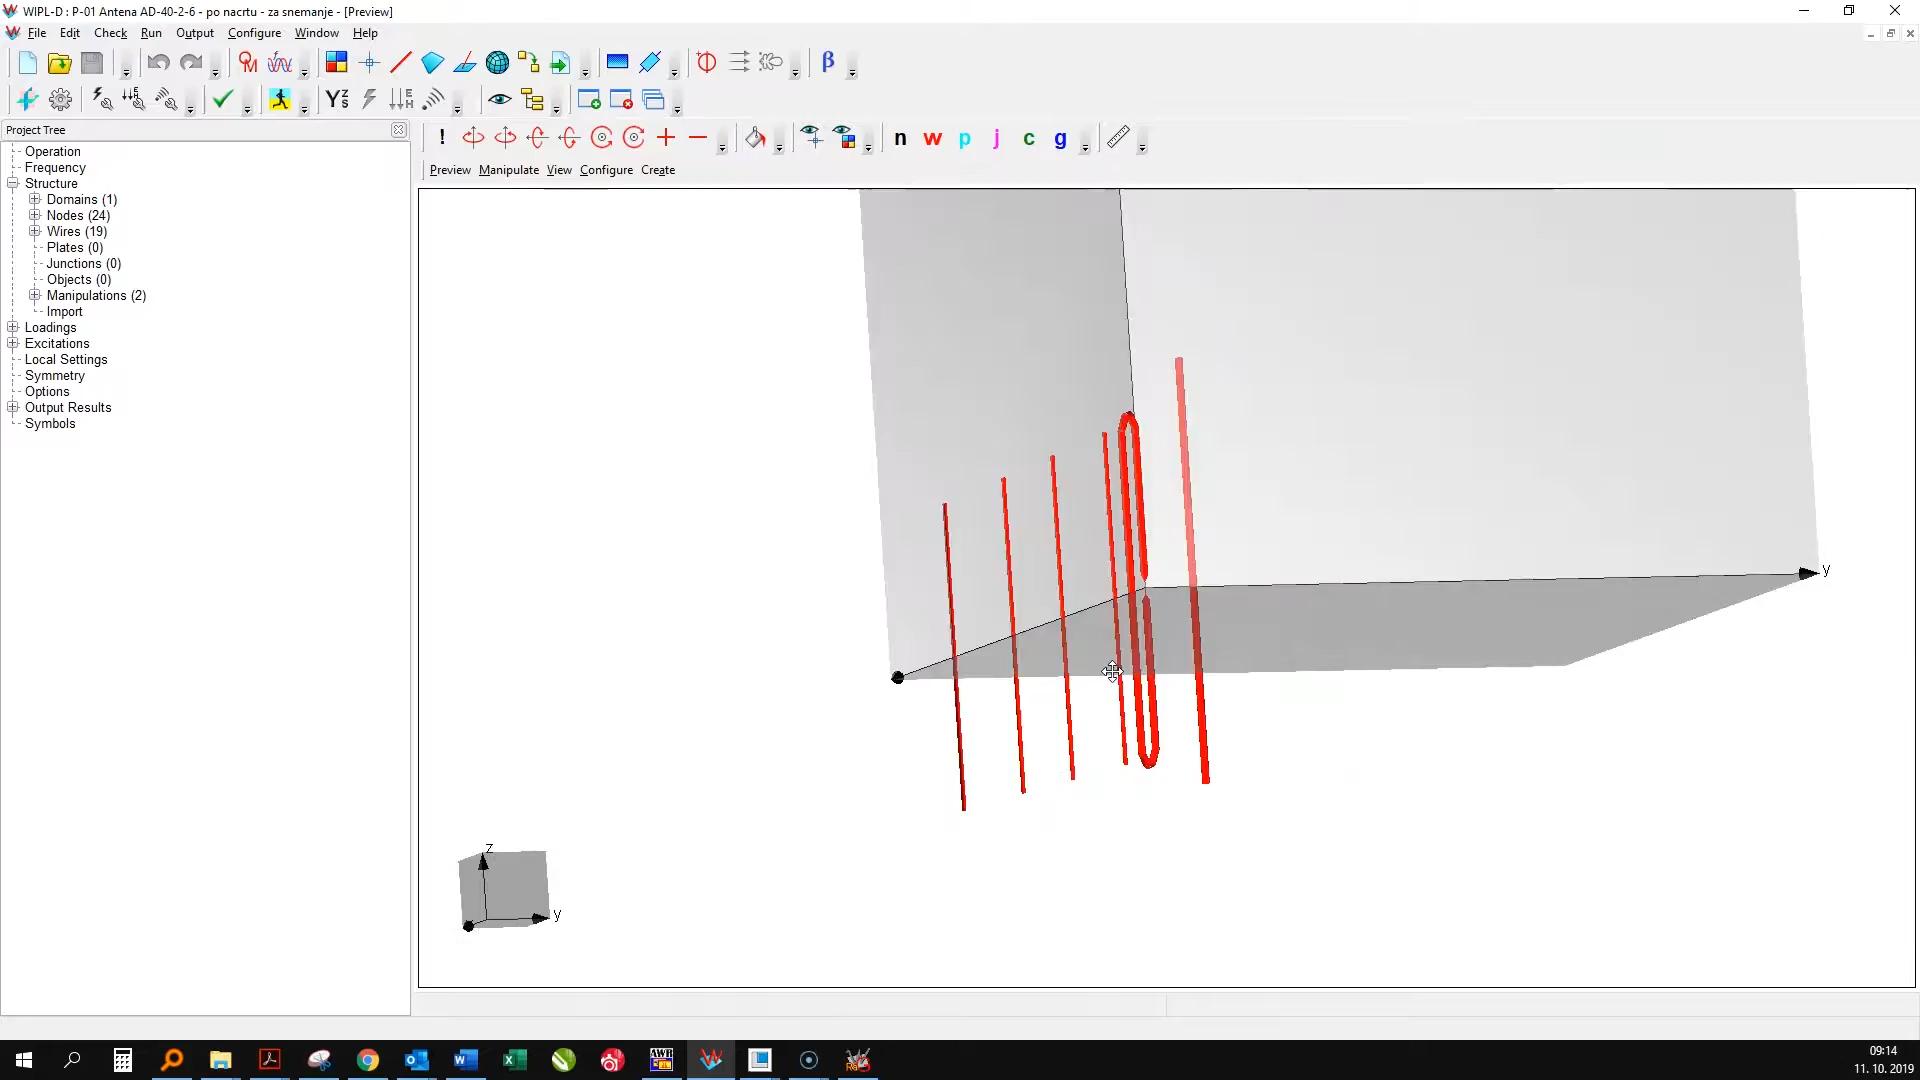 WIPL-D : P-01 Antena AD-40-2-6 - po nacrtu - za snemanje - [Preview]
File Edit Check Run Output Configure Window Help
Project Tree
! n w p j c g
Preview Manipulate View Configure Create
Operation
Frequency
Structure
Domains (1)
Nodes (24)
Wires (19)
Plates (0)
Junctions (0)
Objects (0)
Manipulations (2)
Import
Loadings
Excitations
Local Settings
Symmetry
Options
Output Results
Symbols
y
z
y
AWR
09:14
11. 10. 2019